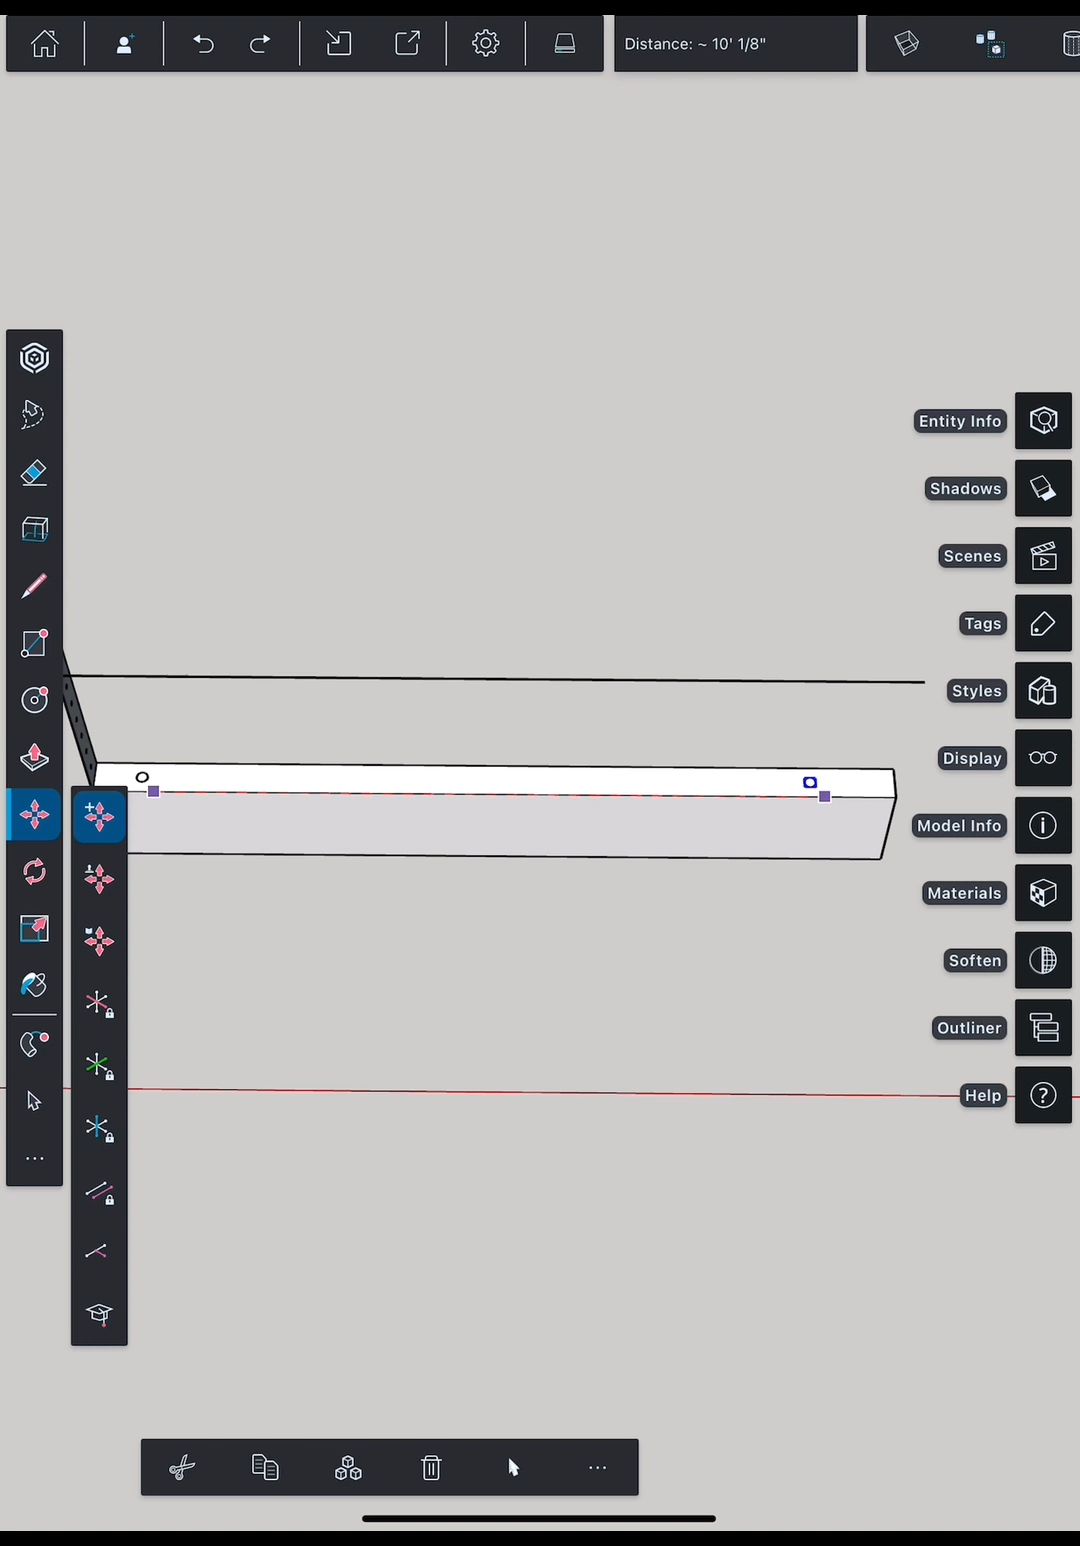 Distance: ~ 10' 1/8"
Entity Info
Shadows
Scenes
Tags
Styles
Display
Model Info
Materials
Soften
Outliner
Help